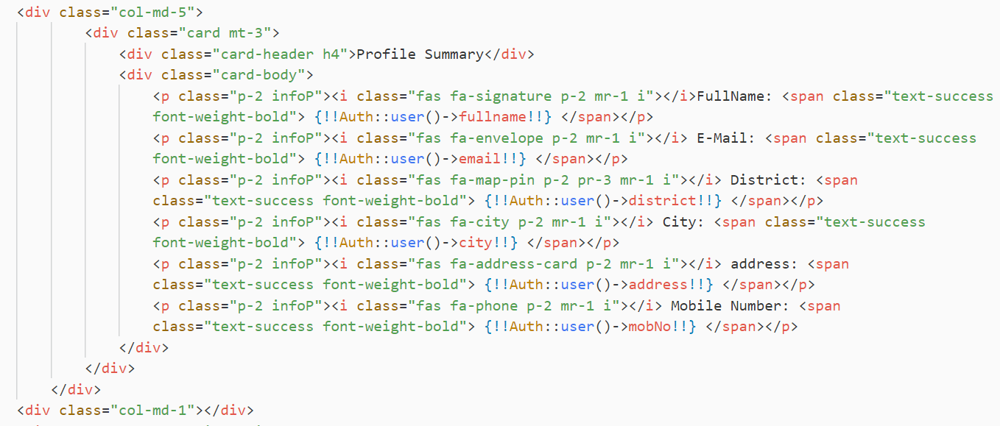 <div class="col-md-5">
<div class="card mt-3">
<div class="card-header h4">Profile Summary</div>
<div class="card-body">
<p class="p-2 infoP"><i class="fas fa-signature p-2 mr-1 i"></i>FullName: <span class="text-success
font-weight-bold"> {!!Auth::user()->fullname!!} </span></p>
<p class="p-2 infoP"><i class="fas fa-envelope p-2 mr-1 i"></i> E-Mail: <span class="text-success
font-weight-bold"> {!!Auth::user()->email!!} </span></p>
<p class="p-2 infoP"><i class="fas fa-map-pin p-2 pr-3 mr-1 i"></i> District: <span
class="text-success font-weight-bold"> {!!Auth::user()->district!!} </span></p>
<p class="p-2 infoP"><i class="fas fa-city p-2 mr-1 i"></i> City: <span class="text-success
font-weight-bold"> {!!Auth::user()->city!!} </span></p>
<p class="p-2 infoP"><i class="fas fa-address-card p-2 mr-1 i"></i> address: <span
class="text-success font-weight-bold"> {!!Auth::user()->address!!} </span></p>
<p class="p-2 infoP"><i class="fas fa-phone p-2 mr-1 i"></i> Mobile Number: <span
class="text-success font-weight-bold"> {!!Auth::user()->mobNo!!} </span></p>
</div>
</div>
</div>
<div class="col-md-1"></div>